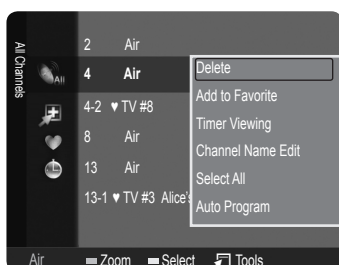 All Channels
All
2 Air
4 Air
4-2 ♥ TV #8
8 Air
13 Air
13-1 ♥ TV #3 Alice's
Delete
Add to Favorite
Timer Viewing
Channel Name Edit
Select All
Auto Program
Air Zoom Select Tools